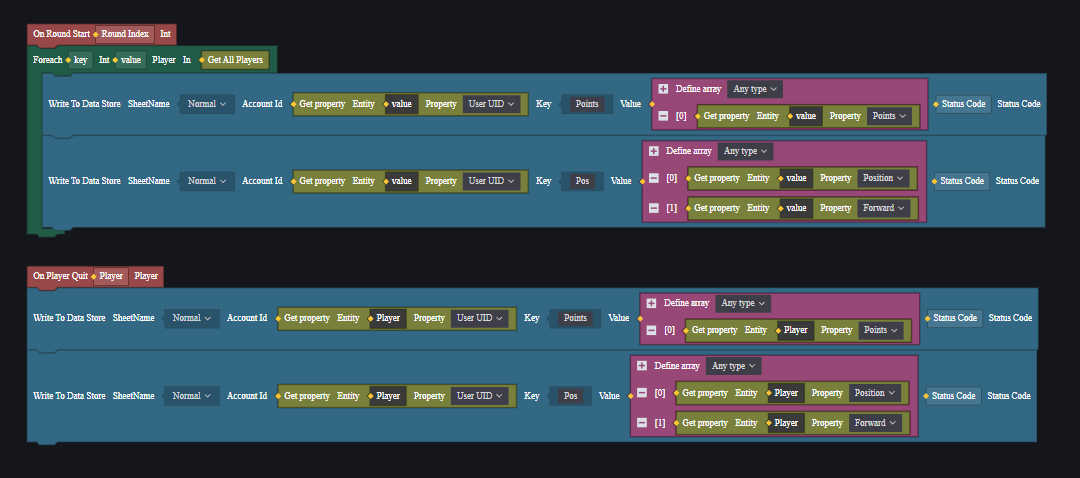 On Round Start Round Index Int
Foreach key Int value Player In Get All Players
Define array Any type
Write To Data Store SheetName Normal Account Id Get property Entity value Property User UID Key Points Value Status Code Status Code
[0] Get property Entity value Property Points
Define array Any type
[0] Get property Entity value Property Position
Write To Data Store SheetName Normal Account Id Get property Entity value Property User UID Key Pos Value Status Code Status Code
[1] Get property Entity value Property Forward
On Player Quit Player Player
Define array Any type
Write To Data Store SheetName Normal Account Id Get property Entity Player Property User UID Key Points Value Status Code Status Code
[0] Get property Entity Player Property Points
Define array Any type
[0] Get property Entity Player Property Position
Write To Data Store SheetName Normal Account Id Get property Entity Player Property User UID Key Pos Value Status Code Status Code
[1] Get property Entity Player Property Forward